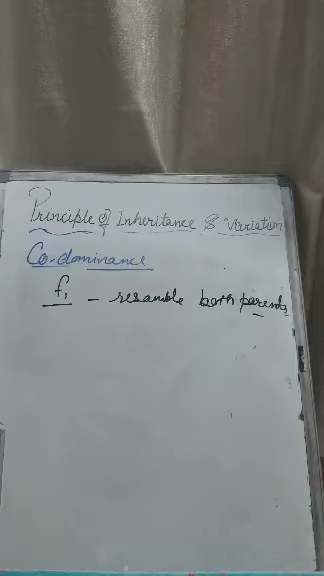 Principle of Inheritance & Variation
Co-dominance
f1 - resamble both parents